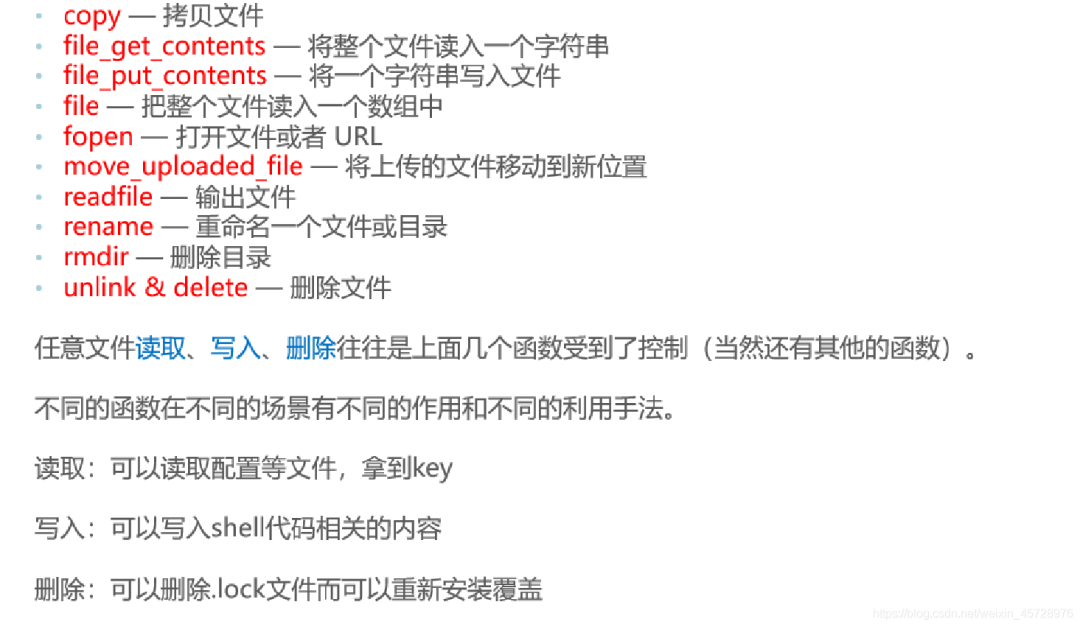 • copy — 拷贝文件
• file_get_contents — 将整个文件读入一个字符串
• file_put_contents — 将一个字符串写入文件
• file — 把整个文件读入一个数组中
• fopen — 打开文件或者 URL
• move_uploaded_file — 将上传的文件移动到新位置
• readfile — 输出文件
• rename — 重命名一个文件或目录
• rmdir — 删除目录
• unlink & delete — 删除文件
任意文件读取、写入、删除往往是上面几个函数受到了控制（当然还有其他的函数）。
不同的函数在不同的场景有不同的作用和不同的利用手法。
读取：可以读取配置等文件，拿到key
写入：可以写入shell代码相关的内容
删除：可以删除.lock文件而可以重新安装覆盖
https://blog.csdn.net/weixin_45728976